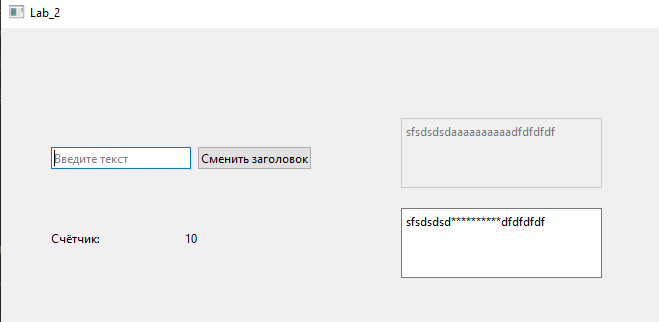 Lab_2
Введите текст
Сменить заголовок
Счётчик:
10
sfsdsdsdaaaaaaaaaadfdfdfdf
sfsdsdsd**********dfdfdfdf